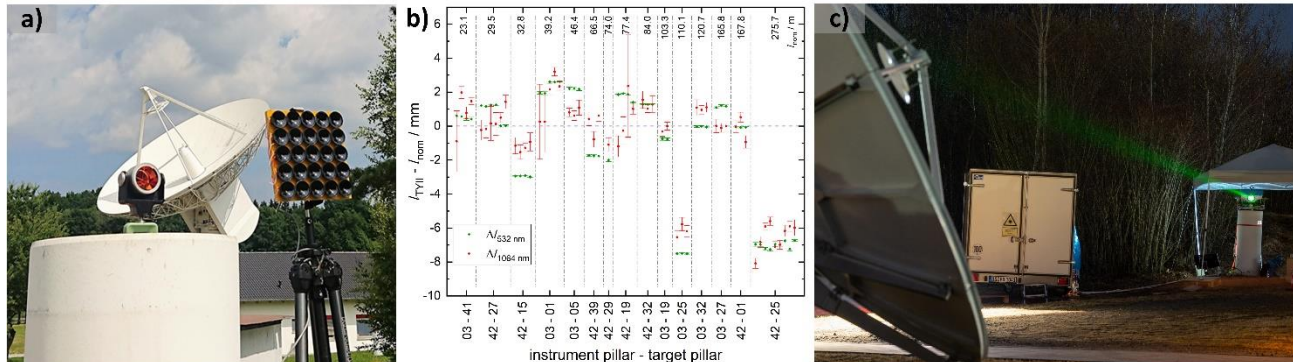 a)
b)
c)
23.1
29.5
32.8
39.2
46.4
66.5
74.0
77.4
84.0
103.3
110.1
120.7
165.8
167.8
275.7
l_nom / m
l_TYII - l_nom / mm
6
4
2
0
-2
-4
-6
-8
-10
Λ/532 nm
Λ/1064 nm
03 - 41
42 - 27
42 - 15
03 - 01
03 - 05
42 - 39
42 - 29
42 - 19
42 - 32
03 - 19
03 - 25
03 - 32
03 - 27
42 - 01
42 - 25
instrument pillar - target pillar